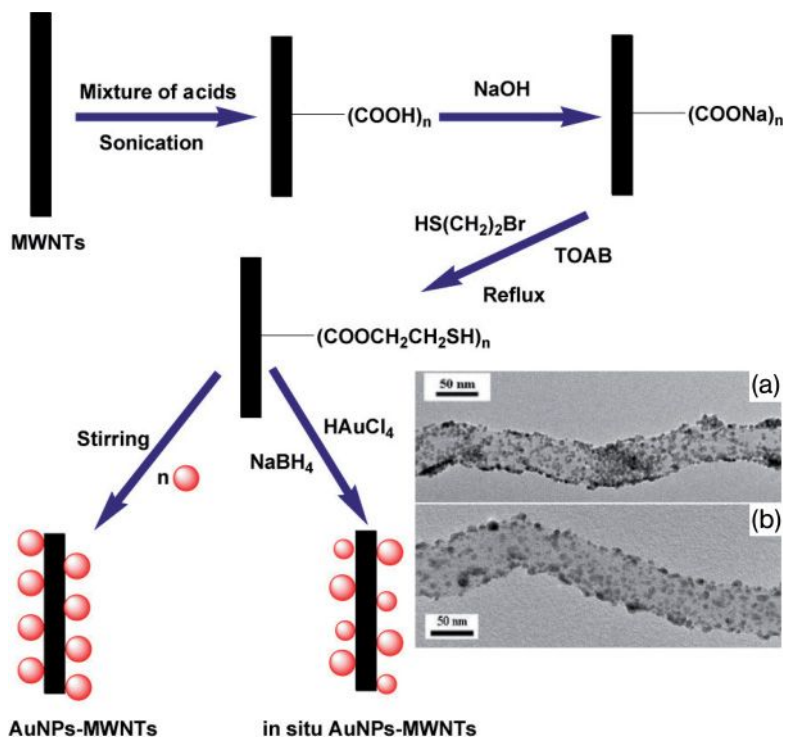 Mixture of acids
Sonication
MWNTs
(COOH)n
NaOH
(COONa)n
HS(CH2)2Br
TOAB
Reflux
(COOCH2CH2SH)n
Stirring
n
HAuCl4
NaBH4
50 nm
(a)
(b)
50 nm
AuNPs-MWNTs
in situ AuNPs-MWNTs